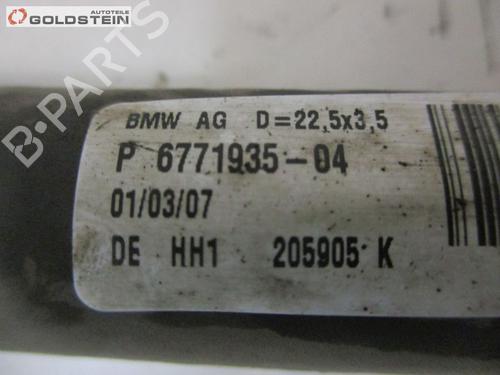 AUTOTEILE
GOLDSTEIN
B-PARTS
BMW AG D=22,5x3,5
P 6771935-04
01/03/07
DE HH1 205905 K